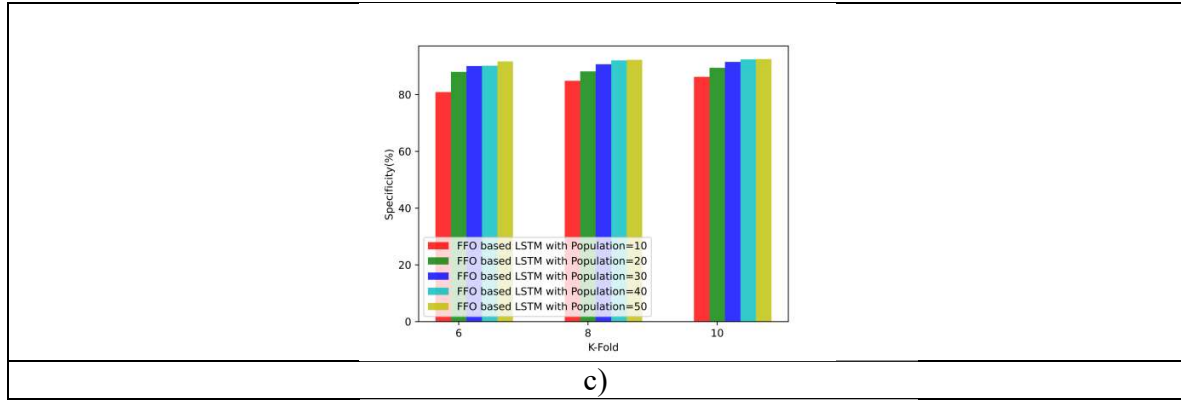 80
60
40
20
0
Specificity(%)
FFO based LSTM with Population=10
FFO based LSTM with Population=20
FFO based LSTM with Population=30
FFO based LSTM with Population=40
FFO based LSTM with Population=50
6 8 10
K-Fold
c)